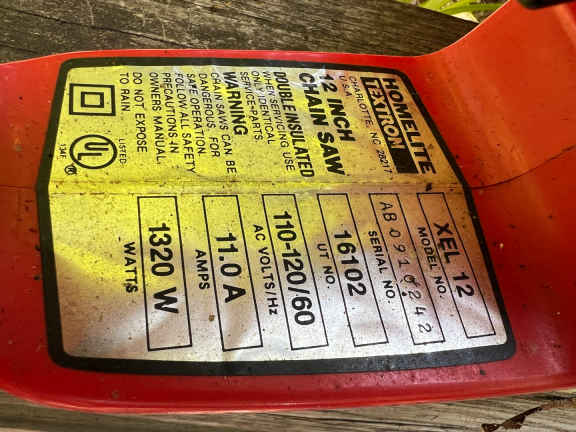 HOMELITE
TEXTRON
CHARLOTTE, NC 28217
U.S.A.
12 INCH
CHAIN SAW
DOUBLE INSULATED
WHEN SERVICING USE
ONLY IDENTICAL
SERVICE PARTS.
WARNING
CHAIN SAWS CAN BE
DANGEROUS. FOR
SAFE OPERATION,
FOLLOW ALL SAFETY
PRECAUTIONS IN
OWNERS MANUAL.
DO NOT EXPOSE
TO RAIN.
UL
LISTED
XEL 12
MODEL NO.
AB0910242
SERIAL NO.
16102
UT NO.
110-120/60
AC VOLTS/Hz
11.0 A
AMPS
1320 W
WATTS